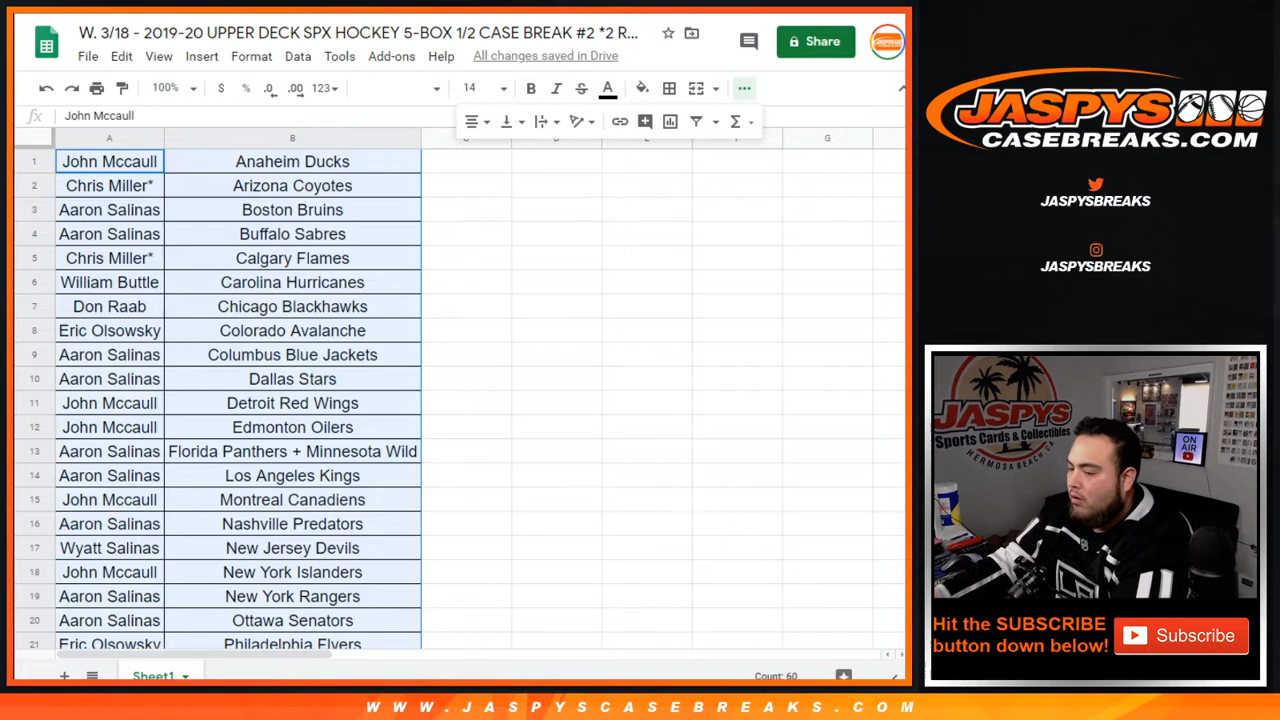 W. 3/18 - 2019-20 UPPER DECK SPX HOCKEY 5-BOX 1/2 CASE BREAK #2 *2 R...
Share
File Edit View Insert Format Data Tools Add-ons Help All changes saved in Drive
100% $ % .0 .00 123 14 B I S A
fx John Mccaull
A B G
1 John Mccaull Anaheim Ducks
2 Chris Miller* Arizona Coyotes
3 Aaron Salinas Boston Bruins
4 Aaron Salinas Buffalo Sabres
5 Chris Miller* Calgary Flames
6 William Buttle Carolina Hurricanes
7 Don Raab Chicago Blackhawks
8 Eric Olsowsky Colorado Avalanche
9 Aaron Salinas Columbus Blue Jackets
10 Aaron Salinas Dallas Stars
11 John Mccaull Detroit Red Wings
12 John Mccaull Edmonton Oilers
13 Aaron Salinas Florida Panthers + Minnesota Wild
14 Aaron Salinas Los Angeles Kings
15 John Mccaull Montreal Canadiens
16 Aaron Salinas Nashville Predators
17 Wyatt Salinas New Jersey Devils
18 John Mccaull New York Islanders
19 Aaron Salinas New York Rangers
20 Aaron Salinas Ottawa Senators
21 Eric Olsowsky Philadelphia Flyers
Sheet1
Count: 60
JASPYS
CASEBREAKS.COM
JASPYSBREAKS
JASPYSBREAKS
JASPYS
Sports Cards & Collectibles
HERMOSA BEACH, CA
ON AIR
Hit the SUBSCRIBE
button down below!
Subscribe
WWW.JASPYSCASEBREAKS.COM